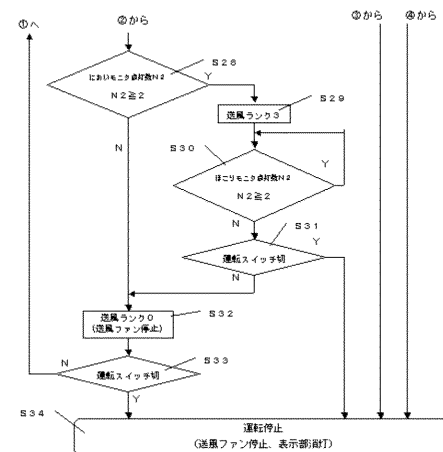 ①へ
②から
③から
④から
S28
においモニタ点灯数N2
N2≧2
Y
S29
送風ランク3
S30
Y
N
ほこりモニタ点灯数N2
N2≧2
N
S31
Y
運転スイッチ切
N
送風ランク0
(送風ファン停止)
S32
N
S33
運転スイッチ切
Y
S34
運転停止
(送風ファン停止、表示部消灯)